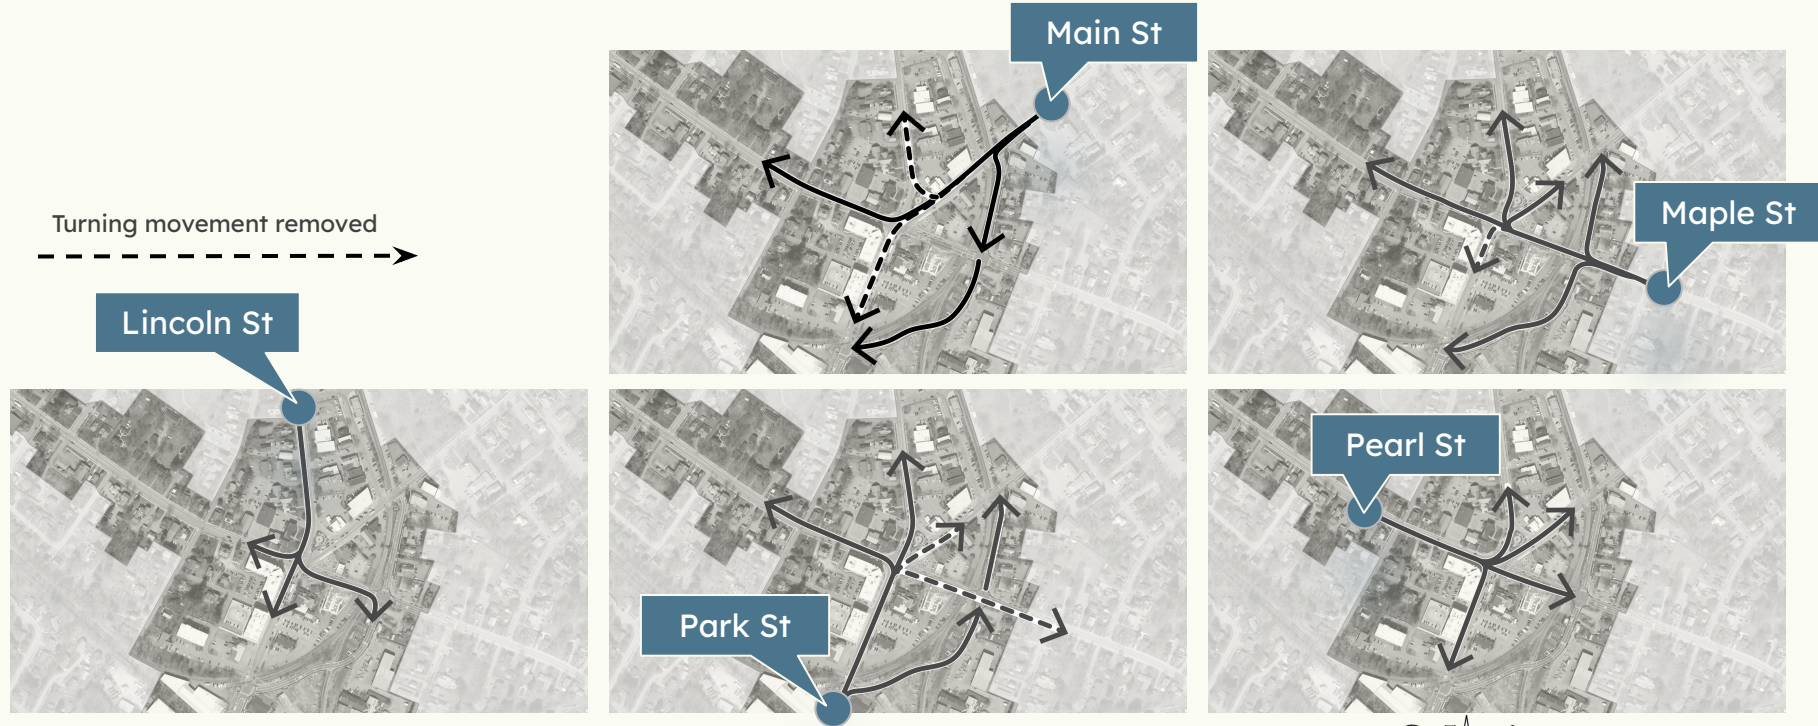 Main St
Maple St
Turning movement removed
Lincoln St
Pearl St
Park St